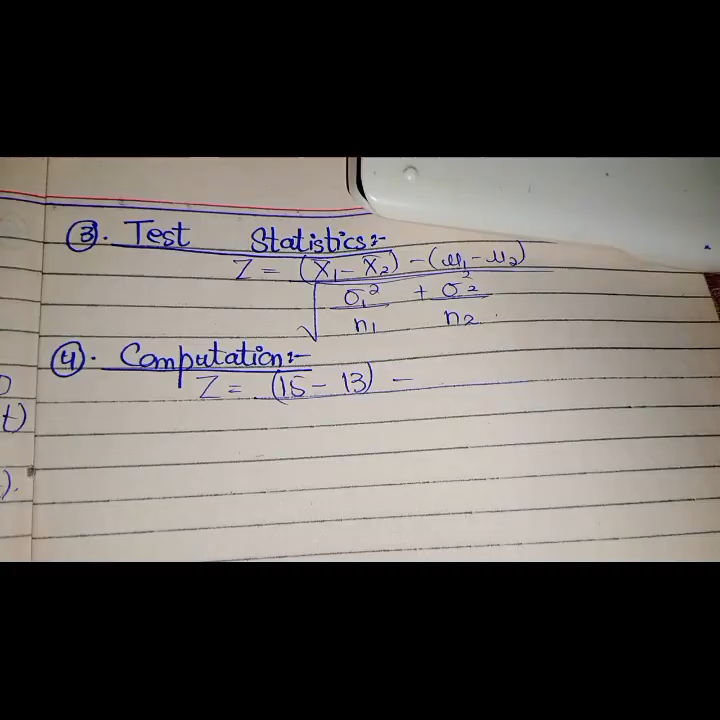 ③. Test Statistics:-
Z = (X̄₁ - X̄₂) - (μ₁ - μ₂)
√ σ₁² + σ₂²
n₁ n₂
④. Computation:-
Z = (15 - 13) -
t)
).